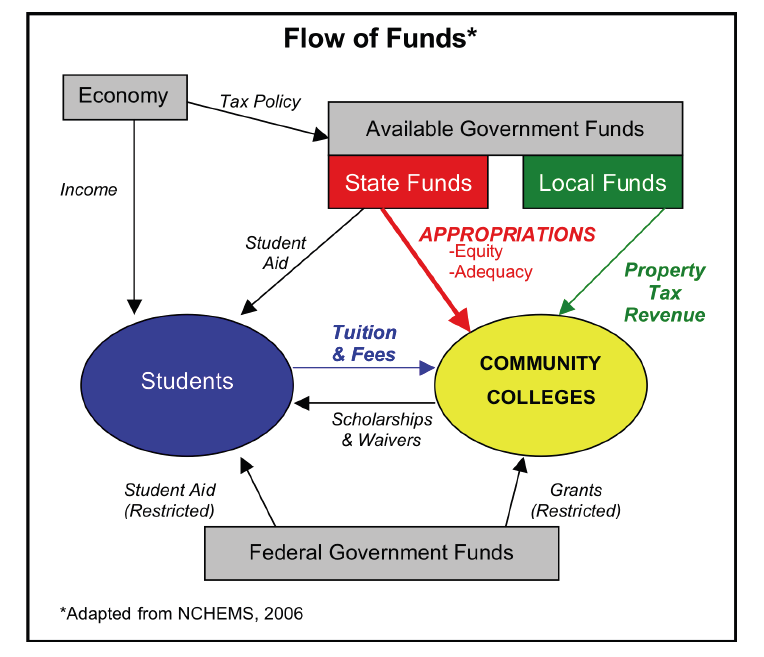 Flow of Funds*
Economy
Tax Policy
Available Government Funds
State Funds
Local Funds
Income
Student
Aid
APPROPRIATIONS
-Equity
-Adequacy
Property
Tax
Revenue
Tuition
& Fees
Students
COMMUNITY
COLLEGES
Scholarships
& Waivers
Student Aid
(Restricted)
Grants
(Restricted)
Federal Government Funds
*Adapted from NCHEMS, 2006